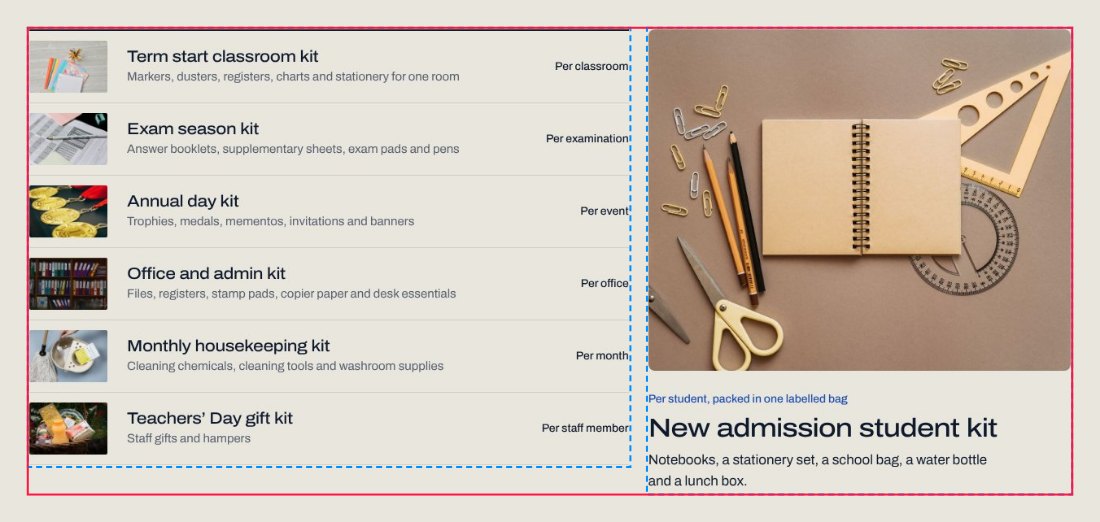 Term start classroom kit
Markers, dusters, registers, charts and stationery for one room
Per classroom
Exam season kit
Answer booklets, supplementary sheets, exam pads and pens
Per examination
Annual day kit
Trophies, medals, mementos, invitations and banners
Per event
Office and admin kit
Files, registers, stamp pads, copier paper and desk essentials
Per office
Monthly housekeeping kit
Cleaning chemicals, cleaning tools and washroom supplies
Per month
Teachers’ Day gift kit
Staff gifts and hampers
Per staff member
Per student, packed in one labelled bag
New admission student kit
Notebooks, a stationery set, a school bag, a water bottle
and a lunch box.